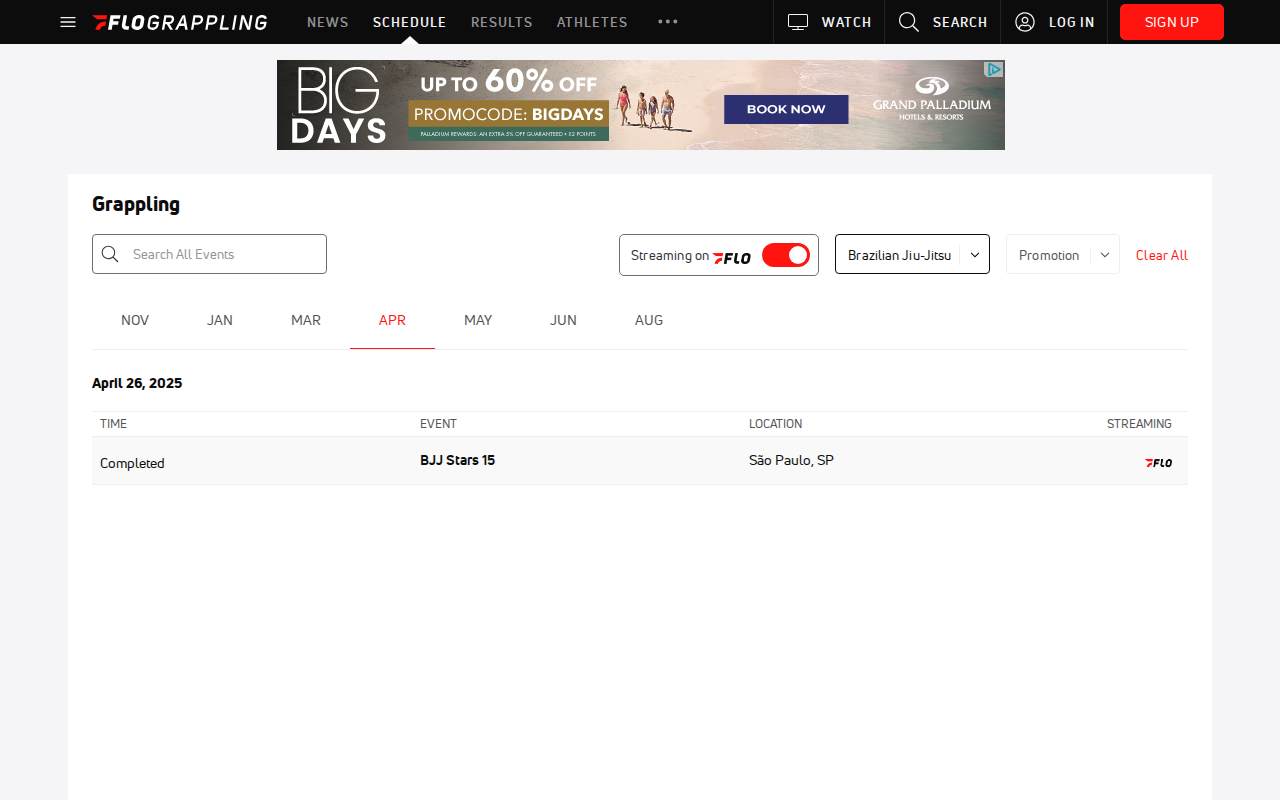 FLOGRAPPLING
NEWS
SCHEDULE
RESULTS
ATHLETES
WATCH
SEARCH
LOG IN
SIGN UP
BIG DAYS
UP TO 60% OFF
PROMOCODE: BIGDAYS
PALLADIUM REWARDS: AN EXTRA 5% OFF GUARANTEED • X2 POINTS
BOOK NOW
GRAND PALLADIUM
HOTELS & RESORTS
Grappling
Search All Events
Streaming on FLO
Brazilian Jiu-Jitsu
Promotion
Clear All
NOV
JAN
MAR
APR
MAY
JUN
AUG
April 26, 2025
TIME EVENT LOCATION STREAMING
Completed BJJ Stars 15 São Paulo, SP FLO